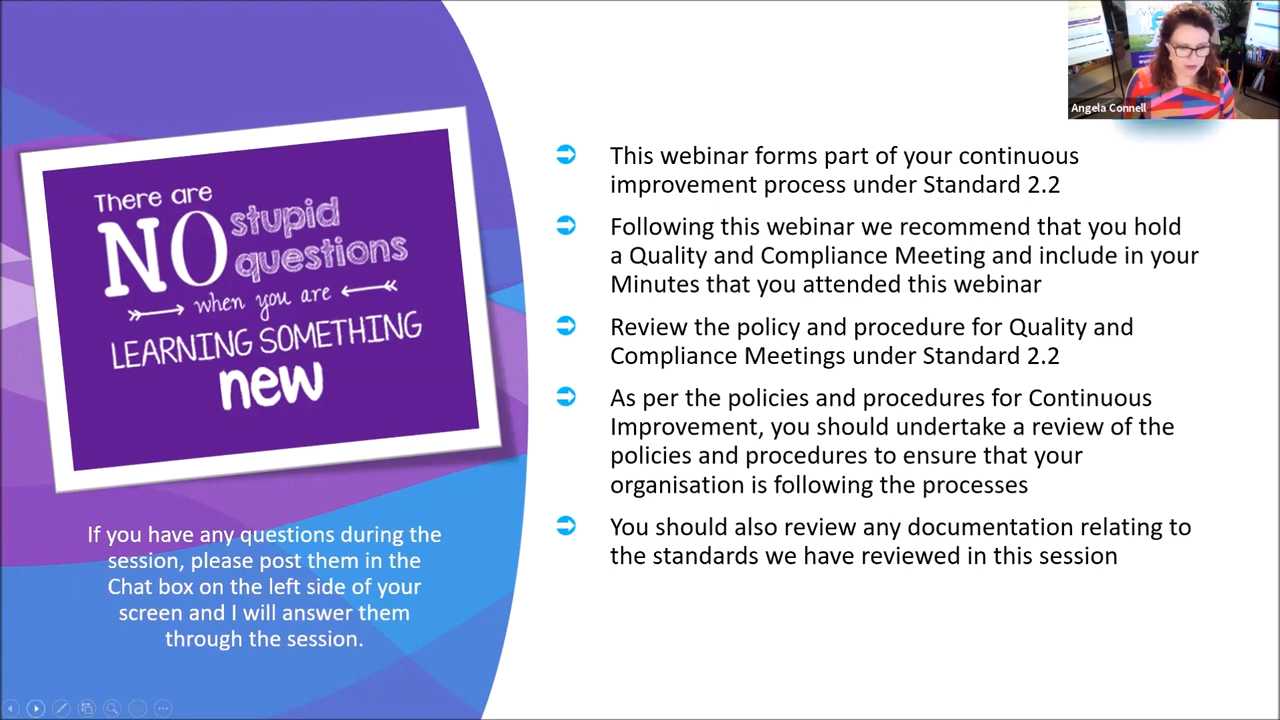 There are
NO stupid
questions
when you are
LEARNING SOMETHING
new
If you have any questions during the
session, please post them in the
Chat box on the left side of your
screen and I will answer them
through the session.
Angela Connell
This webinar forms part of your continuous
improvement process under Standard 2.2
Following this webinar we recommend that you hold
a Quality and Compliance Meeting and include in your
Minutes that you attended this webinar
Review the policy and procedure for Quality and
Compliance Meetings under Standard 2.2
As per the policies and procedures for Continuous
Improvement, you should undertake a review of the
policies and procedures to ensure that your
organisation is following the processes
You should also review any documentation relating to
the standards we have reviewed in this session